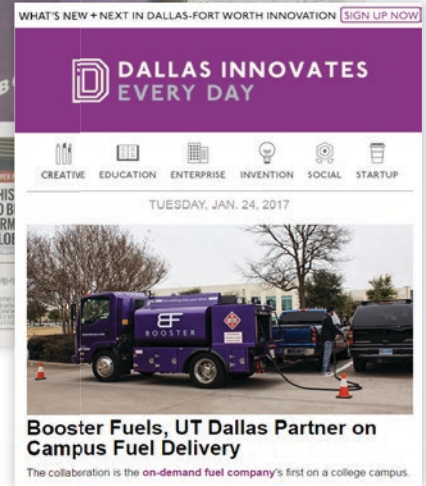 WHAT'S NEW + NEXT IN DALLAS-FORT WORTH INNOVATION SIGN UP NOW
DALLAS INNOVATES
EVERY DAY
CREATIVE EDUCATION ENTERPRISE INVENTION SOCIAL STARTUP
TUESDAY, JAN. 24, 2017
BOOSTER
Booster Fuels, UT Dallas Partner on
Campus Fuel Delivery
The collaboration is the on-demand fuel company's first on a college campus.